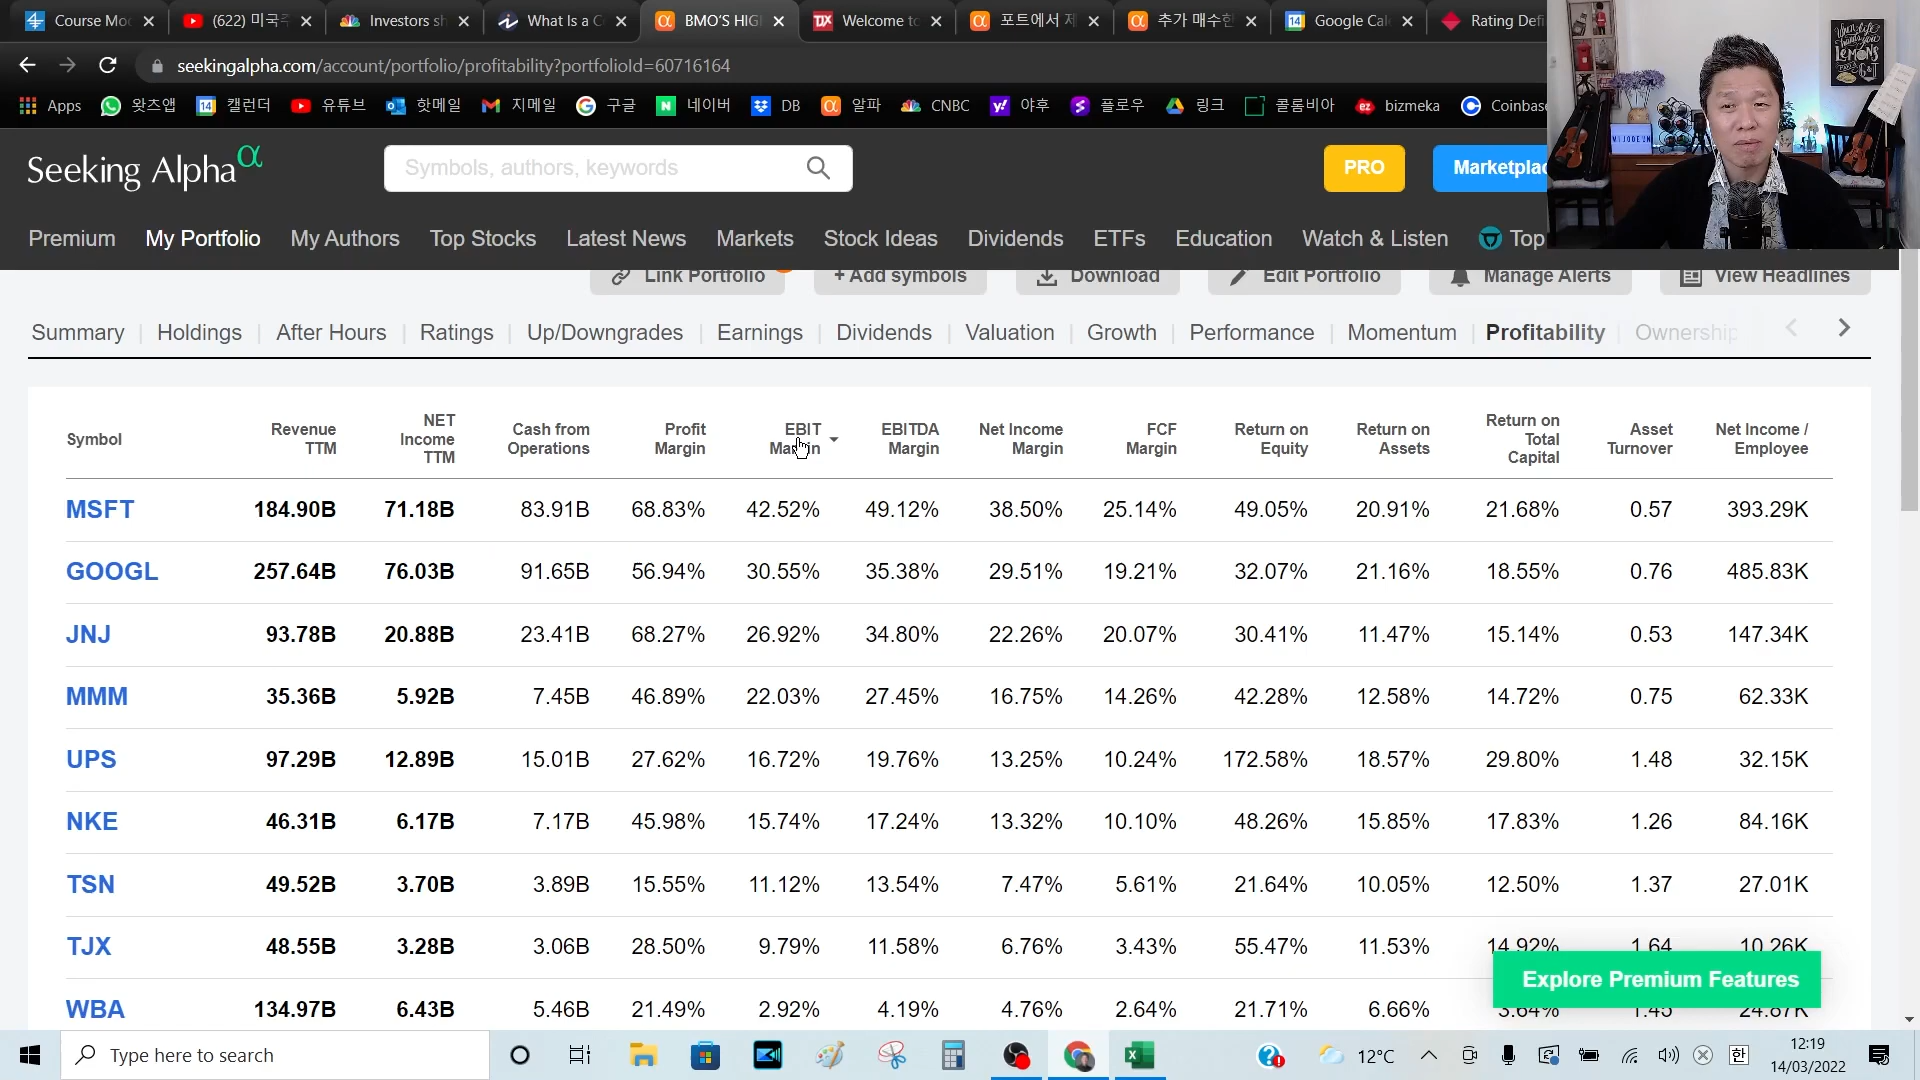 Course Mo
(622) 미국주
Investors sh
What Is a C
BMO'S HIG
Welcome to
포트에서 제
추가 매수한
Google Cal
Rating Defi
seekingalpha.com/account/portfolio/profitability?portfolioId=60716164
Apps 왓즈앱 캘런더 유튜브 핫메일 지메일 구글 네이버 DB 알파 CNBC 야후 플로우 링크 콜롬비아 bizmeka Coinbase
Seeking Alpha α
Symbols, authors, keywords
PRO
Marketplac
Premium My Portfolio My Authors Top Stocks Latest News Markets Stock Ideas Dividends ETFs Education Watch & Listen Top
Link Portfolio + Add symbols Download Edit Portfolio Manage Alerts View Headlines
Summary Holdings After Hours Ratings Up/Downgrades Earnings Dividends Valuation Growth Performance Momentum Profitability Ownership
Symbol Revenue TTM NET Income TTM Cash from Operations Profit Margin EBIT Margin EBITDA Margin Net Income Margin FCF Margin Return on Equity Return on Assets Return on Total Capital Asset Turnover Net Income / Employee
MSFT 184.90B 71.18B 83.91B 68.83% 42.52% 49.12% 38.50% 25.14% 49.05% 20.91% 21.68% 0.57 393.29K
GOOGL 257.64B 76.03B 91.65B 56.94% 30.55% 35.38% 29.51% 19.21% 32.07% 21.16% 18.55% 0.76 485.83K
JNJ 93.78B 20.88B 23.41B 68.27% 26.92% 34.80% 22.26% 20.07% 30.41% 11.47% 15.14% 0.53 147.34K
MMM 35.36B 5.92B 7.45B 46.89% 22.03% 27.45% 16.75% 14.26% 42.28% 12.58% 14.72% 0.75 62.33K
UPS 97.29B 12.89B 15.01B 27.62% 16.72% 19.76% 13.25% 10.24% 172.58% 18.57% 29.80% 1.48 32.15K
NKE 46.31B 6.17B 7.17B 45.98% 15.74% 17.24% 13.32% 10.10% 48.26% 15.85% 17.83% 1.26 84.16K
TSN 49.52B 3.70B 3.89B 15.55% 11.12% 13.54% 7.47% 5.61% 21.64% 10.05% 12.50% 1.37 27.01K
TJX 48.55B 3.28B 3.06B 28.50% 9.79% 11.58% 6.76% 3.43% 55.47% 11.53% 14.92% 1.64 10.26K
WBA 134.97B 6.43B 5.46B 21.49% 2.92% 4.19% 4.76% 2.64% 21.71% 6.66% 3.64% 1.45 24.87K
Explore Premium Features
Type here to search
12°C
한
12:19
14/03/2022